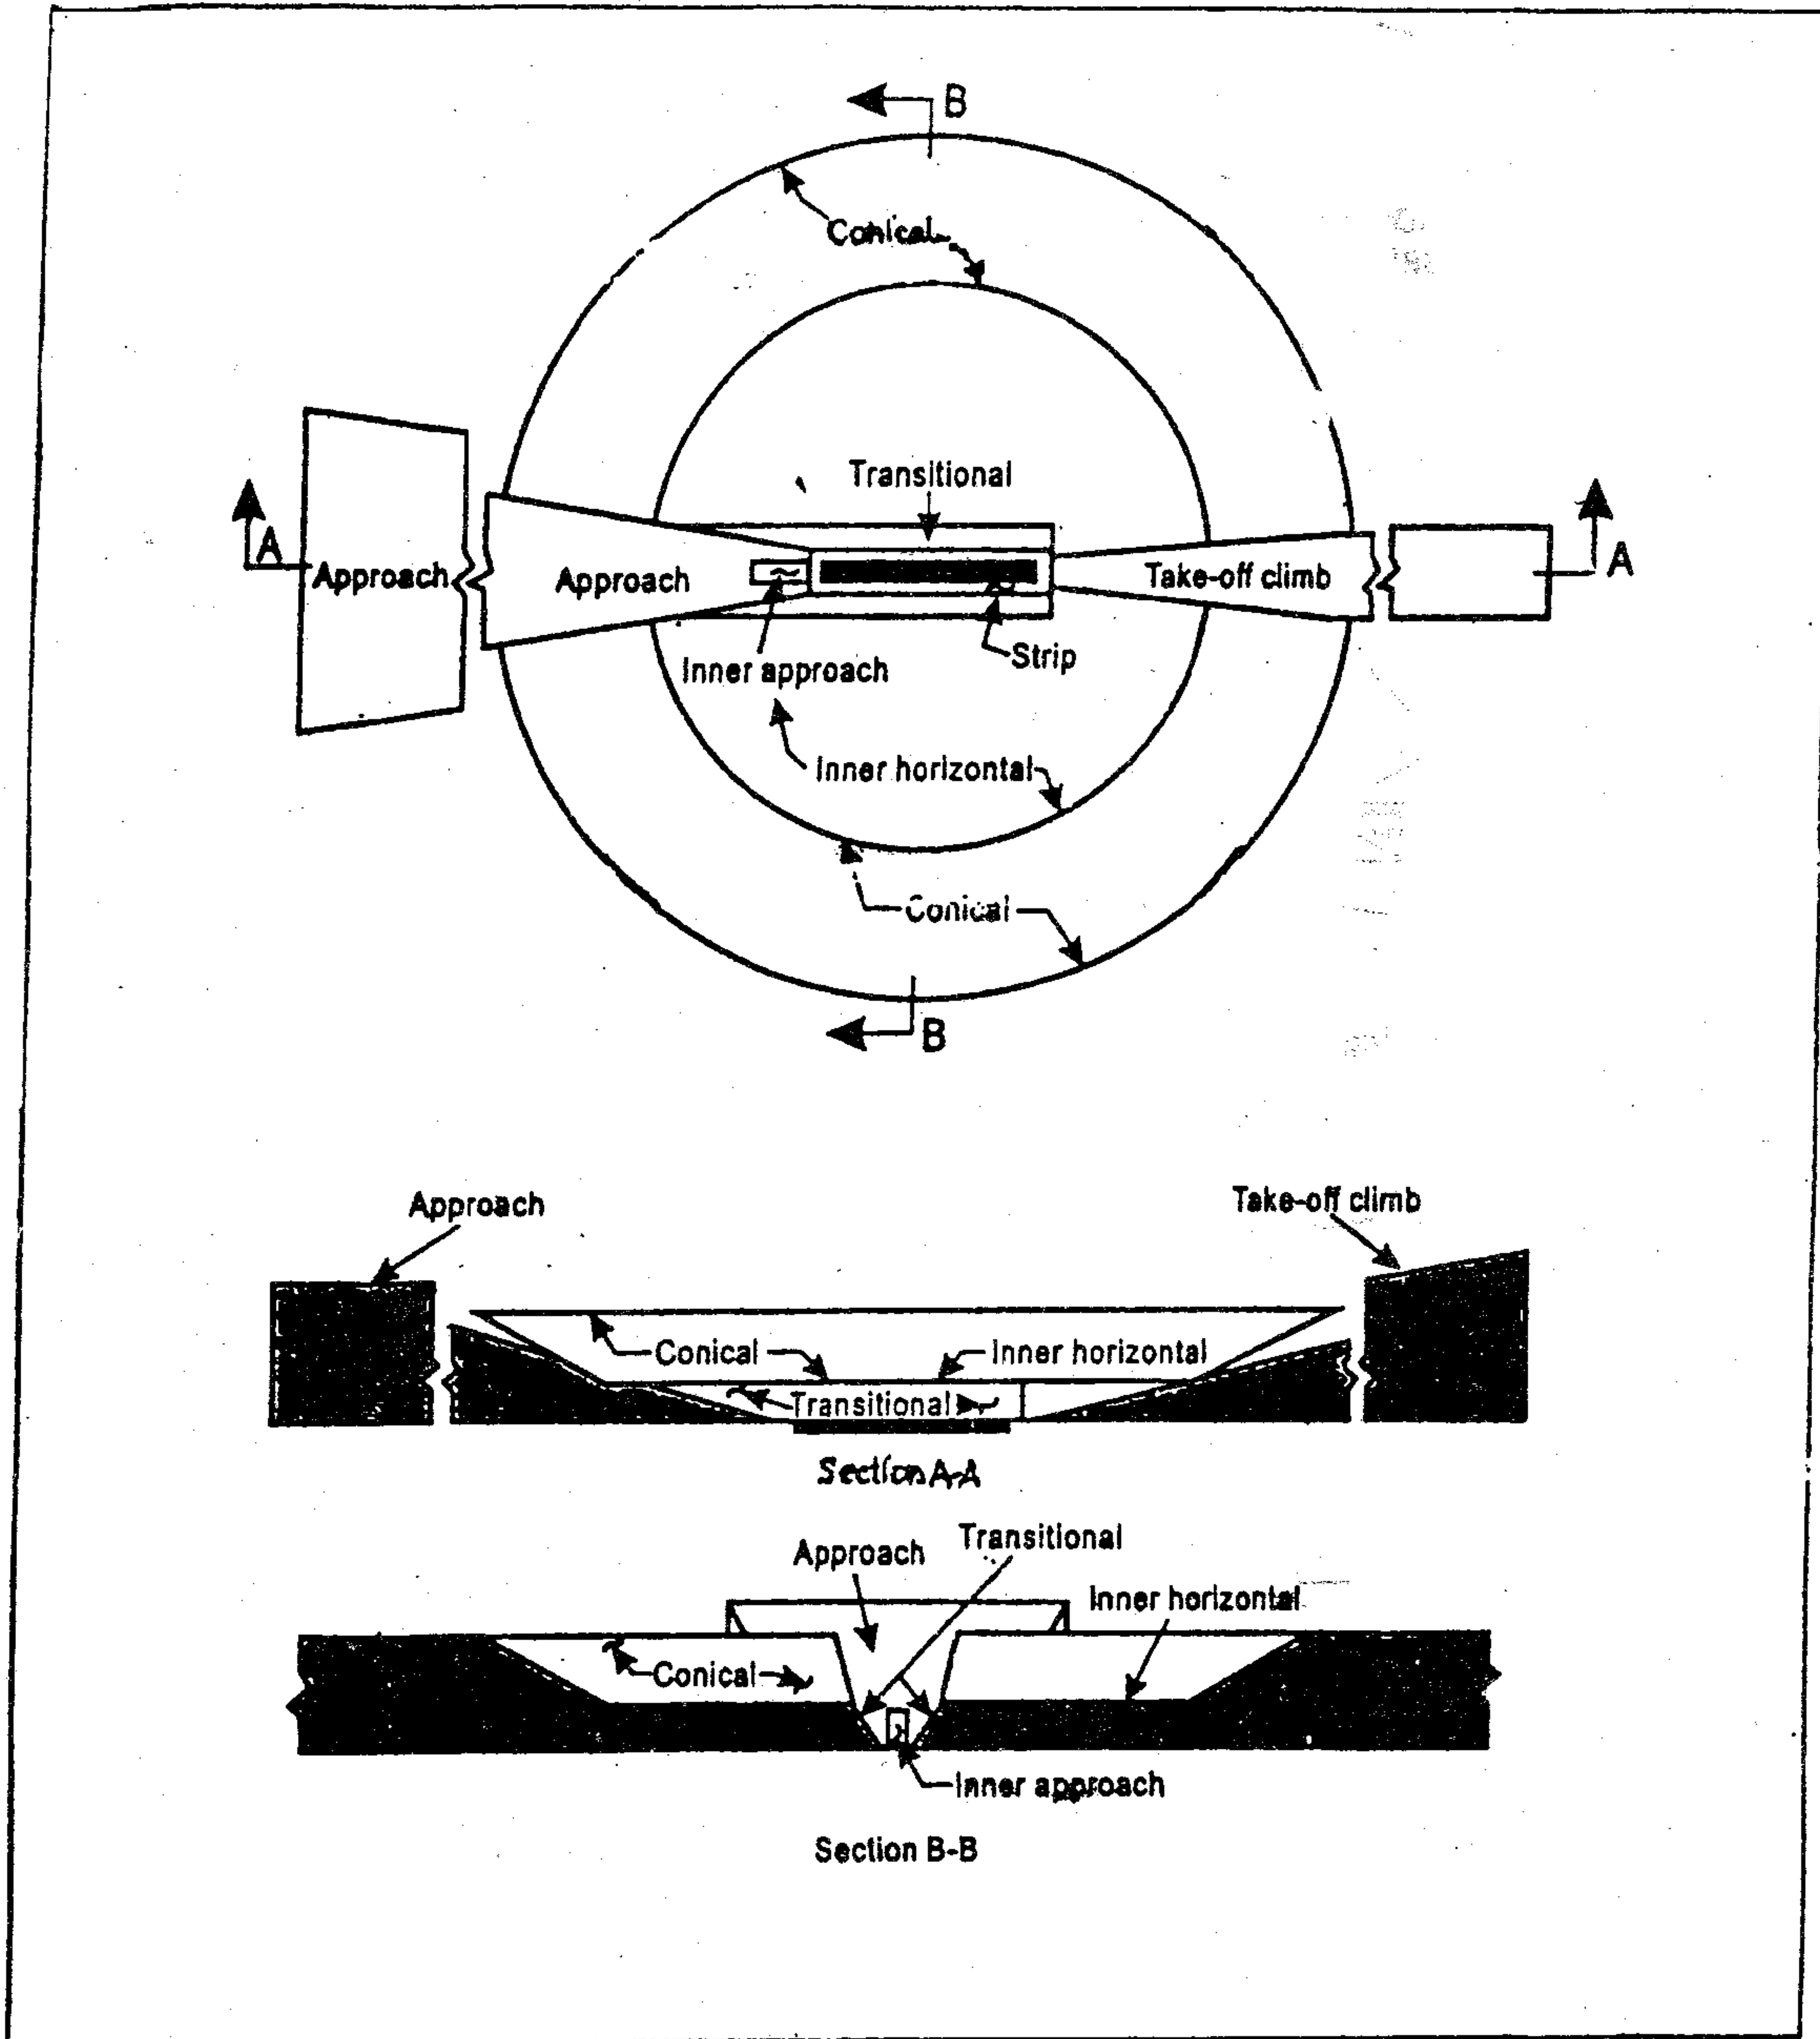 B
Conical
Transitional
A
Approach
Approach
Take-off climb
A
Inner approach
Strip
Inner horizontal
Conical
B
Approach
Take-off climb
Conical
Inner horizontal
Transitional
Section A-A
Approach
Transitional
Inner horizontal
Conical
Inner approach
Section B-B